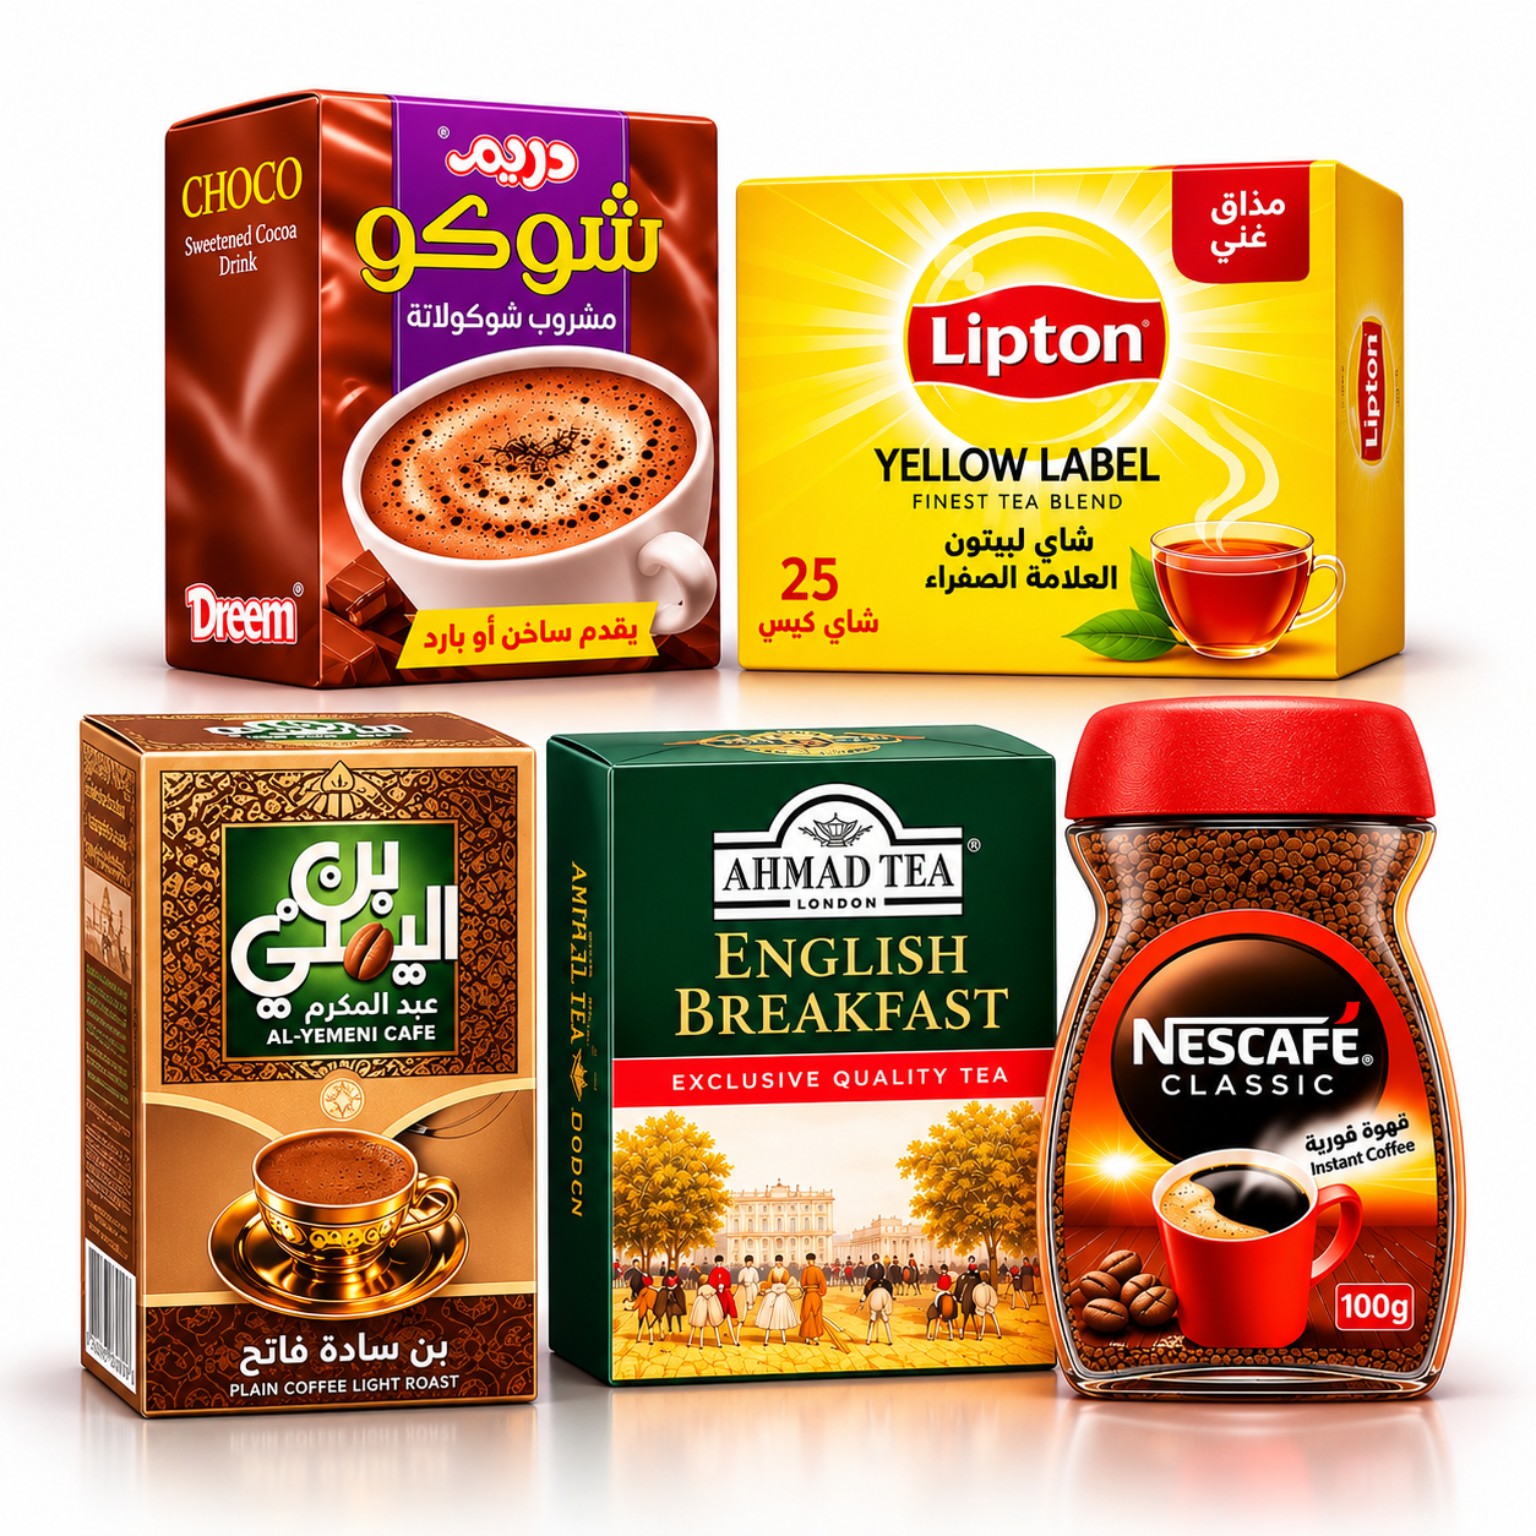 CHOCO
Sweetened Cocoa
Drink
Dreem®
دريم®
شوكو
مشروب شوكولاتة
يقدم ساخن أو بارد
مذاق
غني
Lipton
YELLOW LABEL
FINEST TEA BLEND
شاي لبيتون
العلامة الصفراء
25
شاي كيس
Lipton
بن
اليمني
عبد المكرم
AL-YEMENI CAFE
بن سادة فاتح
PLAIN COFFEE LIGHT ROAST
AHMAD TEA®
LONDON
ENGLISH
BREAKFAST
EXCLUSIVE QUALITY TEA
TEA
NESCAFÉ®
CLASSIC
قهوة فورية
Instant Coffee
100g